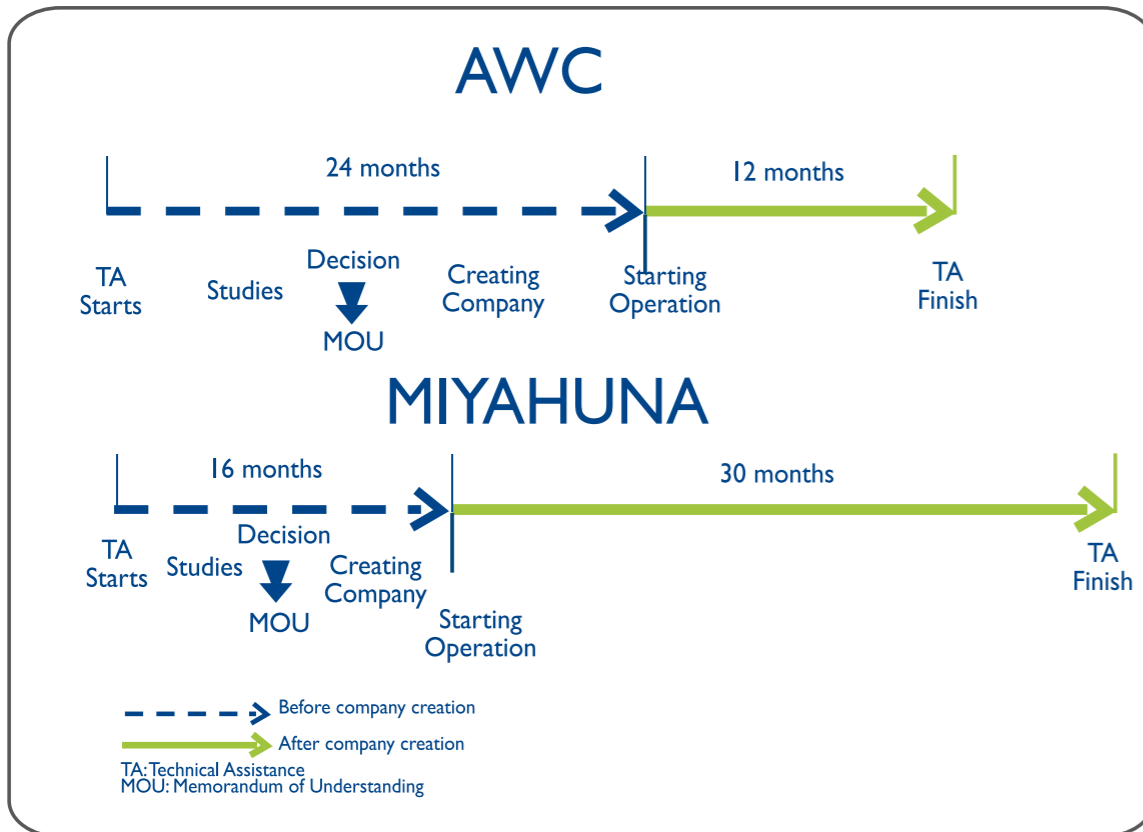 AWC
24 months
12 months
TA
Starts
Studies
Decision
MOU
Creating
Company
Starting
Operation
TA
Finish
MIYAHUNA
16 months
30 months
TA
Starts
Studies
Decision
MOU
Creating
Company
Starting
Operation
TA
Finish
Before company creation
After company creation
TA: Technical Assistance
MOU: Memorandum of Understanding